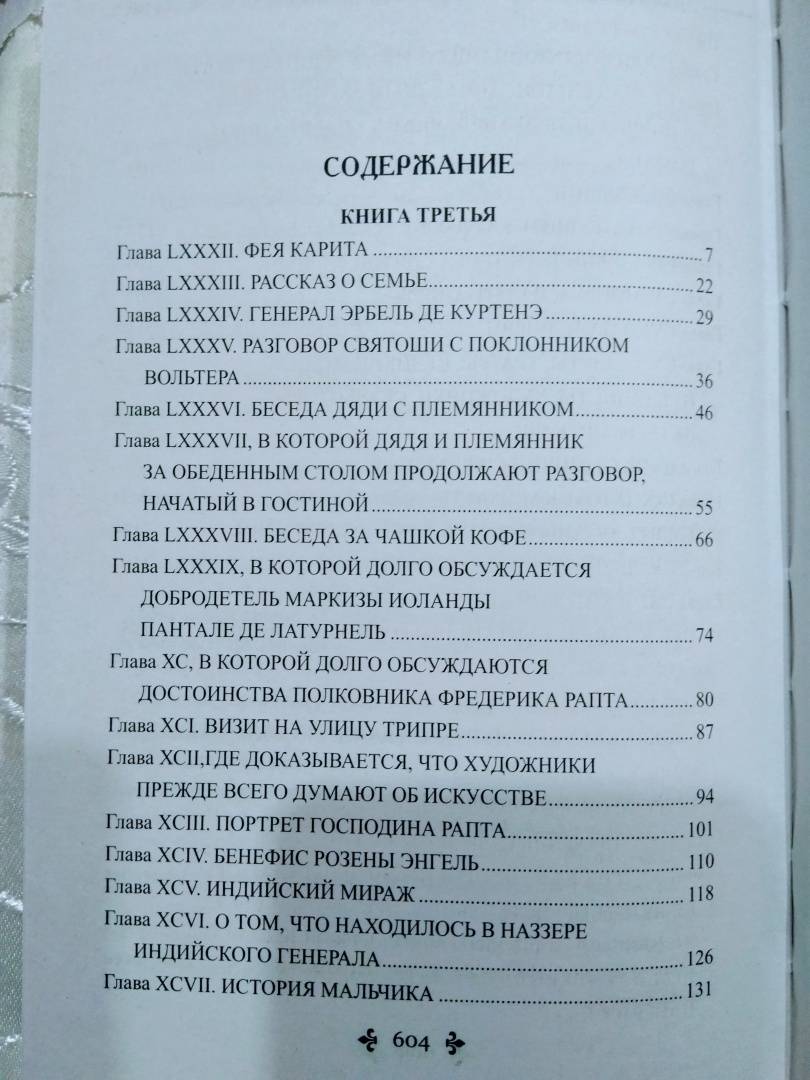 СОДЕРЖАНИЕ
КНИГА ТРЕТЬЯ
Глава LXXXII. ФЕЯ КАРИТА ........ 7
Глава LXXXIII. РАССКАЗ О СЕМЬЕ ........ 22
Глава LXXXIV. ГЕНЕРАЛ ЭРБЕЛЬ ДЕ КУРТЕНЭ ........ 29
Глава LXXXV. РАЗГОВОР СВЯТОШИ С ПОКЛОННИКОМ
ВОЛЬТЕРА ........ 36
Глава LXXXVI. БЕСЕДА ДЯДИ С ПЛЕМЯННИКОМ ........ 46
Глава LXXXVII, В КОТОРОЙ ДЯДЯ И ПЛЕМЯННИК
ЗА ОБЕДЕННЫМ СТОЛОМ ПРОДОЛЖАЮТ РАЗГОВОР,
НАЧАТЫЙ В ГОСТИНОЙ ........ 55
Глава LXXXVIII. БЕСЕДА ЗА ЧАШКОЙ КОФЕ ........ 66
Глава LXXXIX, В КОТОРОЙ ДОЛГО ОБСУЖДАЕТСЯ
ДОБРОДЕТЕЛЬ МАРКИЗЫ ИОЛАНДЫ
ПАНТАЛЕ ДЕ ЛАТУРНЕЛЬ ........ 74
Глава XC, В КОТОРОЙ ДОЛГО ОБСУЖДАЮТСЯ
ДОСТОИНСТВА ПОЛКОВНИКА ФРЕДЕРИКА РАПТА ........ 80
Глава XCI. ВИЗИТ НА УЛИЦУ ТРИПРЕ ........ 87
Глава XCII,ГДЕ ДОКАЗЫВАЕТСЯ, ЧТО ХУДОЖНИКИ
ПРЕЖДЕ ВСЕГО ДУМАЮТ ОБ ИСКУССТВЕ ........ 94
Глава XCIII. ПОРТРЕТ ГОСПОДИНА РАПТА ........ 101
Глава XCIV. БЕНЕФИС РОЗЕНЫ ЭНГЕЛЬ ........ 110
Глава XCV. ИНДИЙСКИЙ МИРАЖ ........ 118
Глава XCVI. О ТОМ, ЧТО НАХОДИЛОСЬ В НАЗЗЕРЕ
ИНДИЙСКОГО ГЕНЕРАЛА ........ 126
Глава XCVII. ИСТОРИЯ МАЛЬЧИКА ........ 131
604